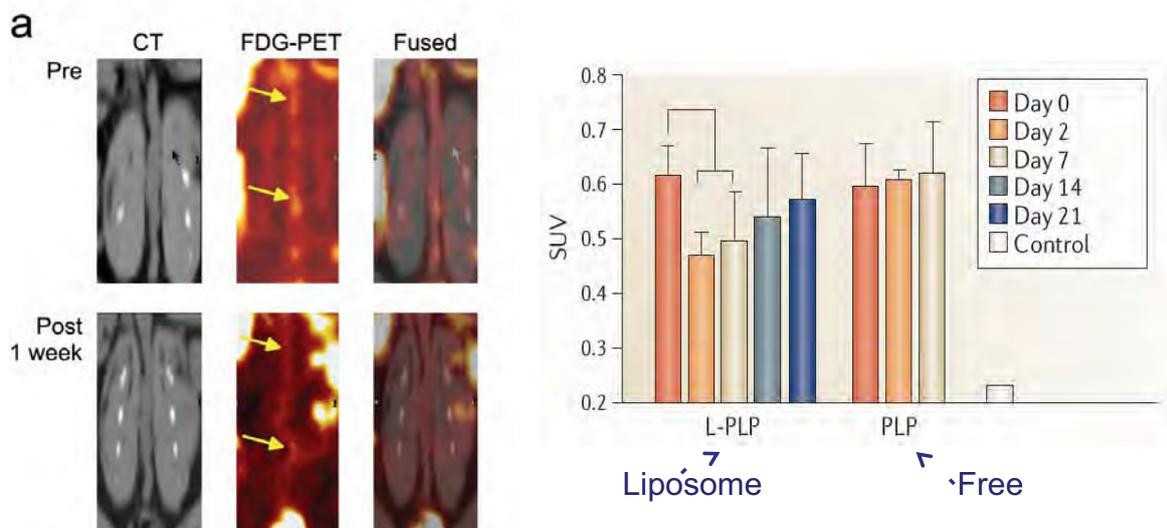 a
CT FDG-PET Fused
Pre
Post
1 week
0.8
0.7
0.6
0.5
0.4
0.3
0.2
SUV
Day 0
Day 2
Day 7
Day 14
Day 21
Control
L-PLP PLP
Liposome Free